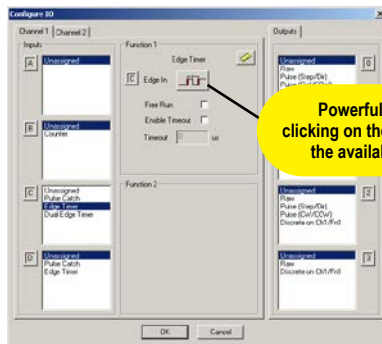 Configure IO
Channel 1
Channel 2
Inputs
A
Unassigned
B
Unassigned
Counter
C
Unassigned
Pulse Catch
Edge Timer
Dual Edge Timer
D
Unassigned
Pulse Catch
Edge Timer
Function 1
Edge Timer
C
Edge In
Free Run
Enable Timeout
Timeout
0
us
Function 2
Outputs
Unassigned
Raw
Pulse (Step/Dir)
0
Powerful
clicking on the
the availa
Unassigned
Raw
Pulse (Step/Dir)
Pulse (CW/CCW)
Discrete on Ch1/Fn1
2
Unassigned
Raw
Discrete on Ch1/Fn1
3
OK
Cancel